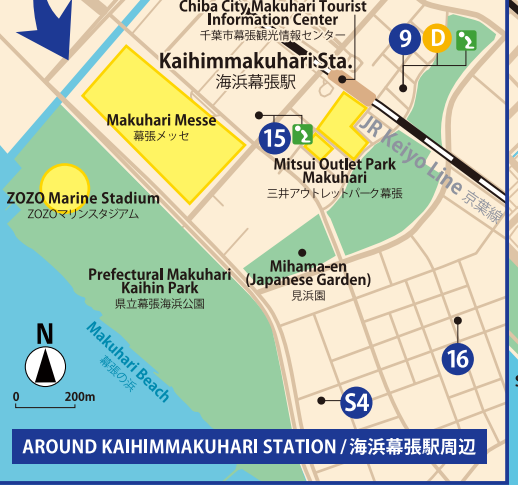 Chiba City,Makuhari Tourist
Information Center
千葉市幕張観光情報センター
9
D
Kaihimmakuhari Sta.
海浜幕張駅
Makuhari Messe
幕張メッセ
15
JR Keiyo Line 京葉線
Mitsui Outlet Park
Makuhari
三井アウトレットパーク幕張
ZOZO Marine Stadium
ZOZOマリンスタジアム
Mihama-en
(Japanese Garden)
見浜園
Prefectural Makuhari
Kaihin Park
県立幕張海浜公園
N
0 200m
Makuhari Beach
幕張の浜
16
S4
AROUND KAIHIMMAKUHARI STATION / 海浜幕張駅周辺